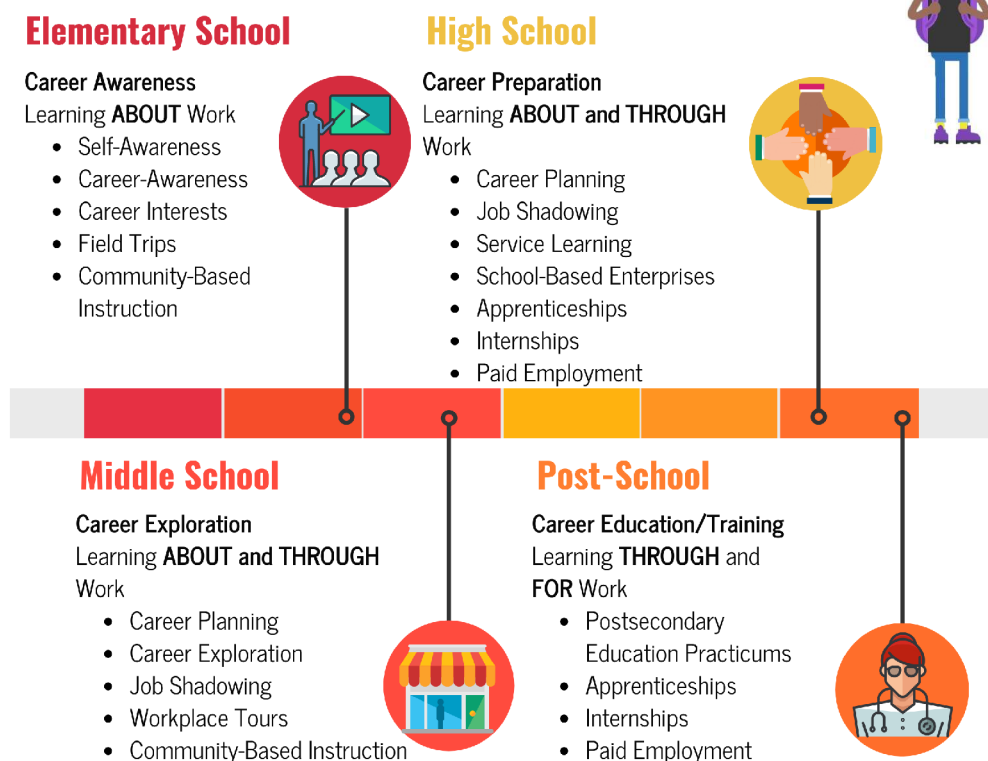 Elementary School
Career Awareness
Learning ABOUT Work
• Self-Awareness
• Career-Awareness
• Career Interests
• Field Trips
• Community-Based
Instruction
High School
Career Preparation
Learning ABOUT and THROUGH
Work
• Career Planning
• Job Shadowing
• Service Learning
• School-Based Enterprises
• Apprenticeships
• Internships
• Paid Employment
Middle School
Career Exploration
Learning ABOUT and THROUGH
Work
• Career Planning
• Career Exploration
• Job Shadowing
• Workplace Tours
• Community-Based Instruction
Post-School
Career Education/Training
Learning THROUGH and
FOR Work
• Postsecondary
Education Practicums
• Apprenticeships
• Internships
• Paid Employment